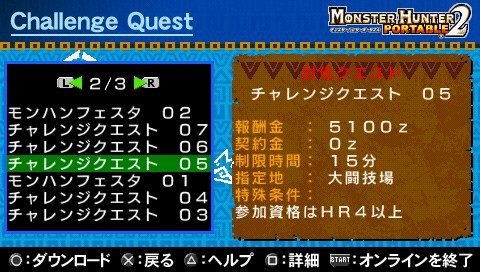 Challenge Quest
MONSTER HUNTER
PORTABLE 2
L 2/3 R
モンハンフェスタ 02
チャレンジクエスト 07
チャレンジクエスト 06
チャレンジクエスト 05
モンハンフェスタ 01
チャレンジクエスト 04
チャレンジクエスト 03
チャレンジクエスト 05
報酬金 : 5100z
契約金 : 0z
制限時間: 15分
指定地 : 大闘技場
特殊条件:
参加資格はHR4以上
○:ダウンロード ×:戻る △:ヘルプ □:詳細 START:オンラインを終了